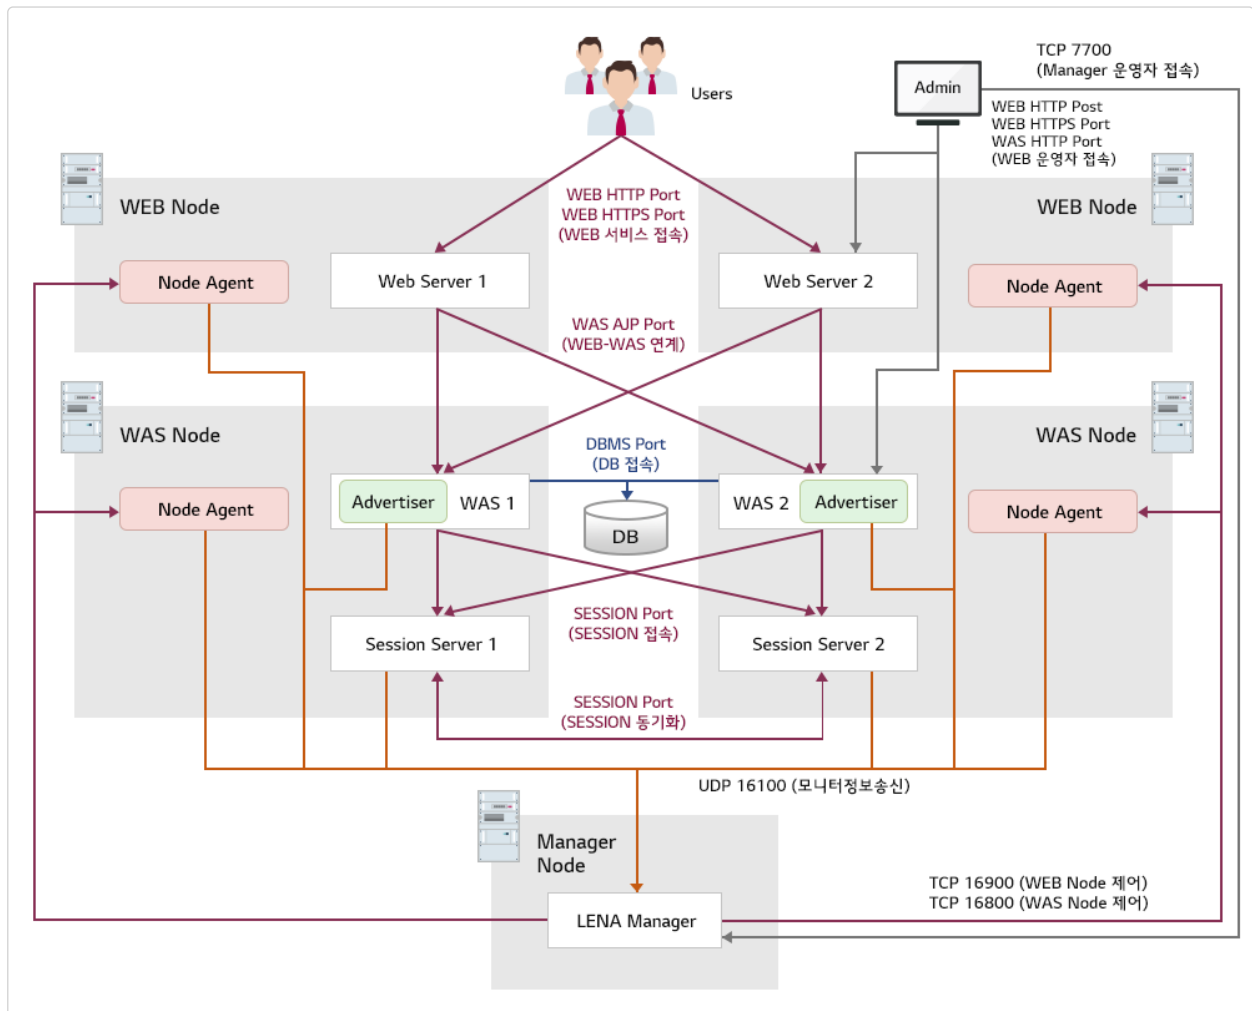 Users
Admin
TCP 7700
(Manager 운영자 접속)
WEB HTTP Post
WEB HTTPS Port
WAS HTTP Port
(WEB 운영자 접속)
WEB Node
WEB HTTP Port
WEB HTTPS Port
(WEB 서비스 접속)
WEB Node
Node Agent
Web Server 1
Web Server 2
Node Agent
WAS AJP Port
(WEB-WAS 연계)
WAS Node
WAS Node
DBMS Port
(DB 접속)
Node Agent
Advertiser
WAS 1
DB
WAS 2
Advertiser
Node Agent
SESSION Port
(SESSION 접속)
Session Server 1
Session Server 2
SESSION Port
(SESSION 동기화)
UDP 16100 (모니터정보송신)
Manager
Node
LENA Manager
TCP 16900 (WEB Node 제어)
TCP 16800 (WAS Node 제어)